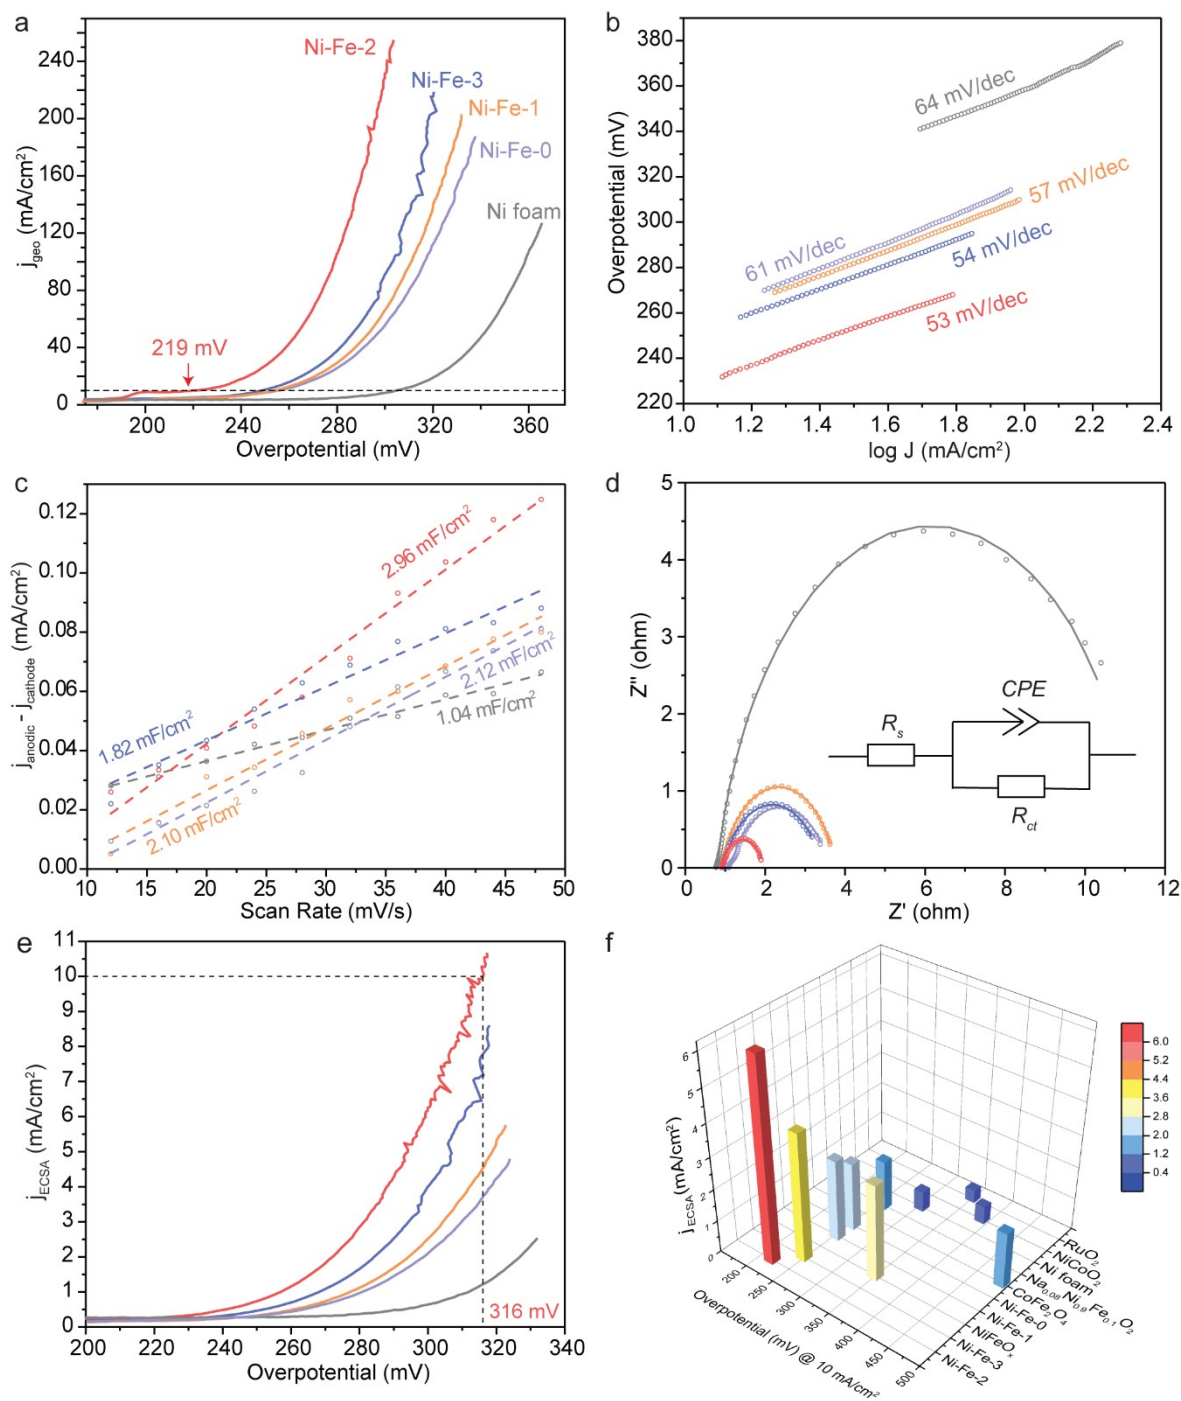 a
Ni-Fe-2
Ni-Fe-3
Ni-Fe-1
Ni-Fe-0
Ni foam
219 mV
240
200
160
120
80
40
0
j_geo (mA/cm²)
200 240 280 320 360
Overpotential (mV)
b
380
360
340
320
300
280
260
240
220
Overpotential (mV)
64 mV/dec
57 mV/dec
61 mV/dec
54 mV/dec
53 mV/dec
1.0 1.2 1.4 1.6 1.8 2.0 2.2 2.4
log J (mA/cm²)
c
0.12
0.10
0.08
0.06
0.04
0.02
0.00
j_anodic - j_cathode (mA/cm²)
2.96 mF/cm²
1.82 mF/cm²
2.12 mF/cm²
1.04 mF/cm²
2.10 mF/cm²
10 15 20 25 30 35 40 45 50
Scan Rate (mV/s)
d
5
4
3
2
1
0
Z'' (ohm)
CPE
R_s
R_ct
0 2 4 6 8 10 12
Z' (ohm)
e
11
10
9
8
7
6
5
4
3
2
1
0
j_ECSA (mA/cm²)
316 mV
200 220 240 260 280 300 320 340
Overpotential (mV)
f
6
5
4
3
2
1
0
j_ECSA (mA/cm²)
200
250
300
350
400
450
500
Overpotential (mV) @ 10 mA/cm²
RuO₂
NiCoO₂
Ni foam
Na₀.₀₈Ni₀.₉Fe₀.₁O₂
CoFe₂O₄
Ni-Fe-0
Ni-Fe-1
NiFeOₓ
Ni-Fe-3
Ni-Fe-2
6.0
5.2
4.4
3.6
2.8
2.0
1.2
0.4